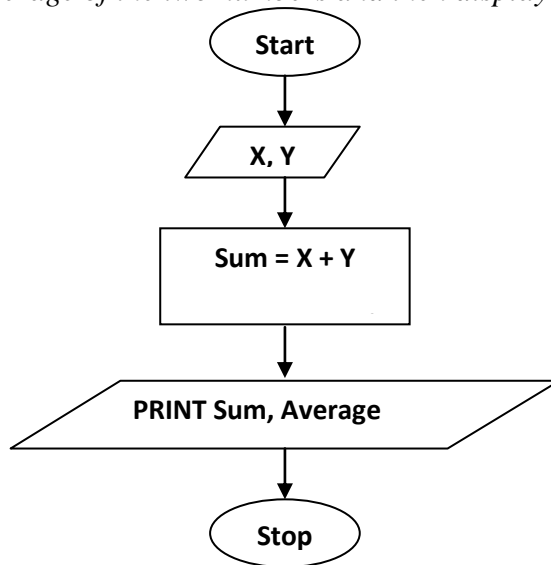 Start
X, Y
Sum = X + Y
PRINT Sum, Average
Stop